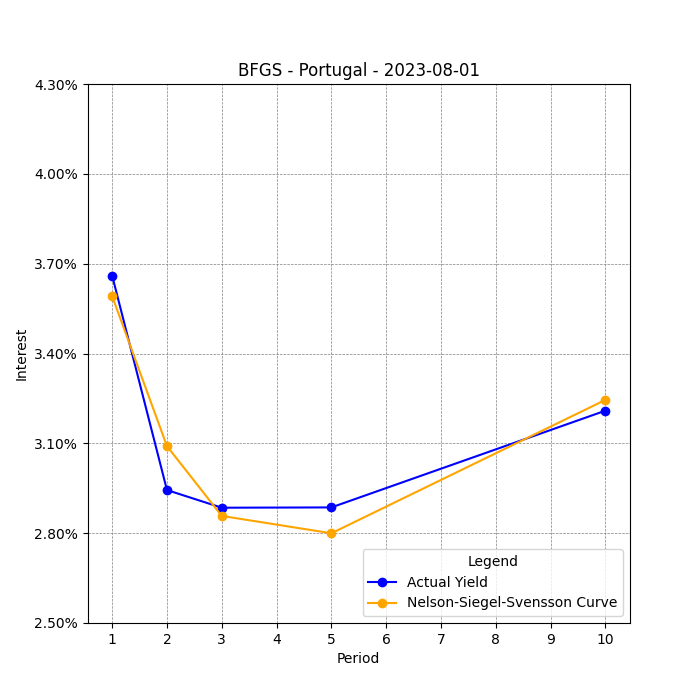 BFGS - Portugal - 2023-08-01
4.30%
4.00%
3.70%
3.40%
3.10%
2.80%
2.50%
Interest
1 2 3 4 5 6 7 8 9 10
Period
Legend
Actual Yield
Nelson-Siegel-Svensson Curve